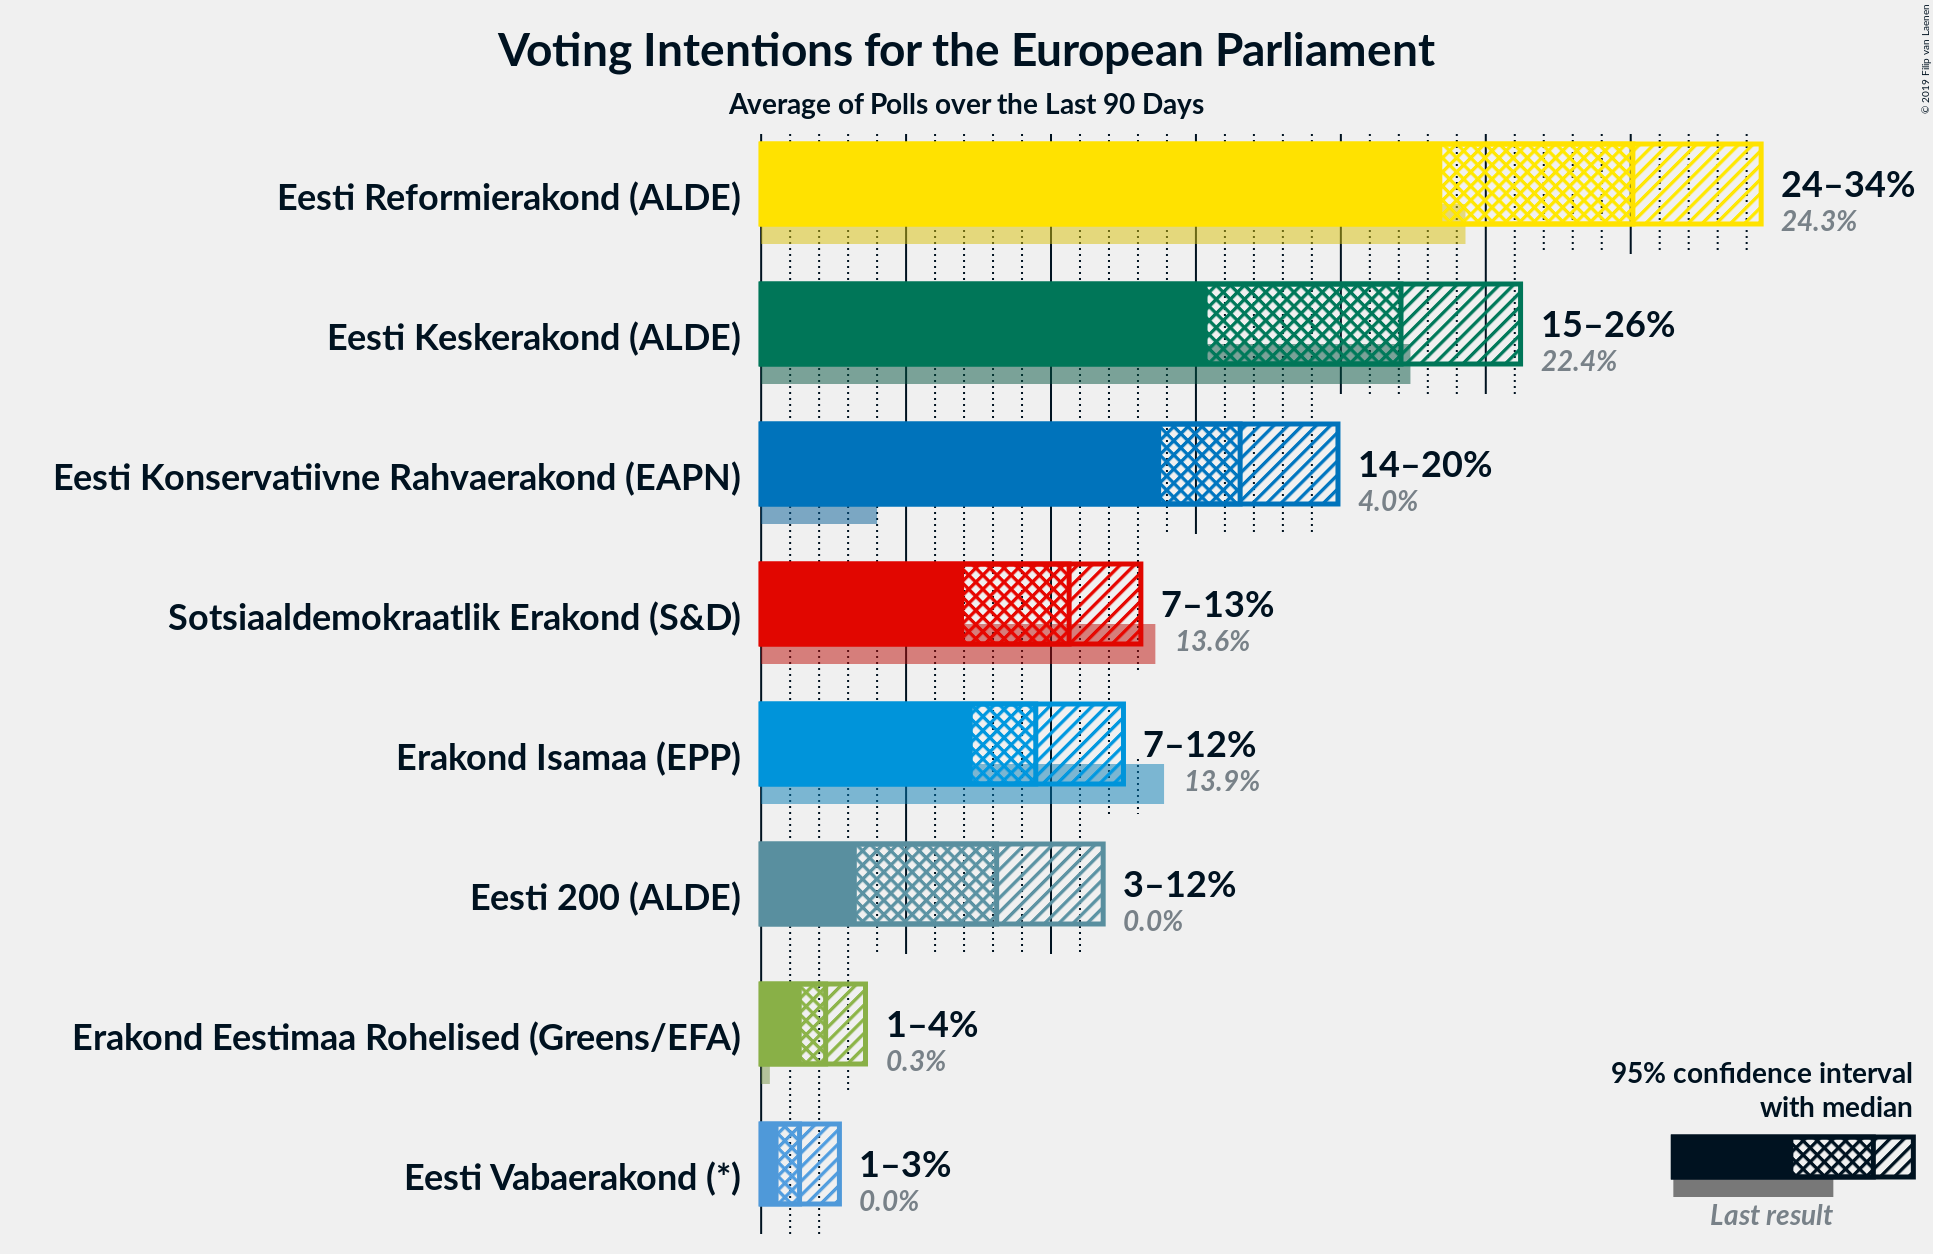 Voting Intentions for the European Parliament
Average of Polls over the Last 90 Days
© 2019 Filip van Laenen
Eesti Reformierakond (ALDE)
24–34%
24.3%
Eesti Keskerakond (ALDE)
15–26%
22.4%
Eesti Konservatiivne Rahvaerakond (EAPN)
14–20%
4.0%
Sotsiaaldemokraatlik Erakond (S&D)
7–13%
13.6%
Erakond Isamaa (EPP)
7–12%
13.9%
Eesti 200 (ALDE)
3–12%
0.0%
Erakond Eestimaa Rohelised (Greens/EFA)
1–4%
0.3%
Eesti Vabaerakond (*)
1–3%
0.0%
95% confidence interval
with median
Last result